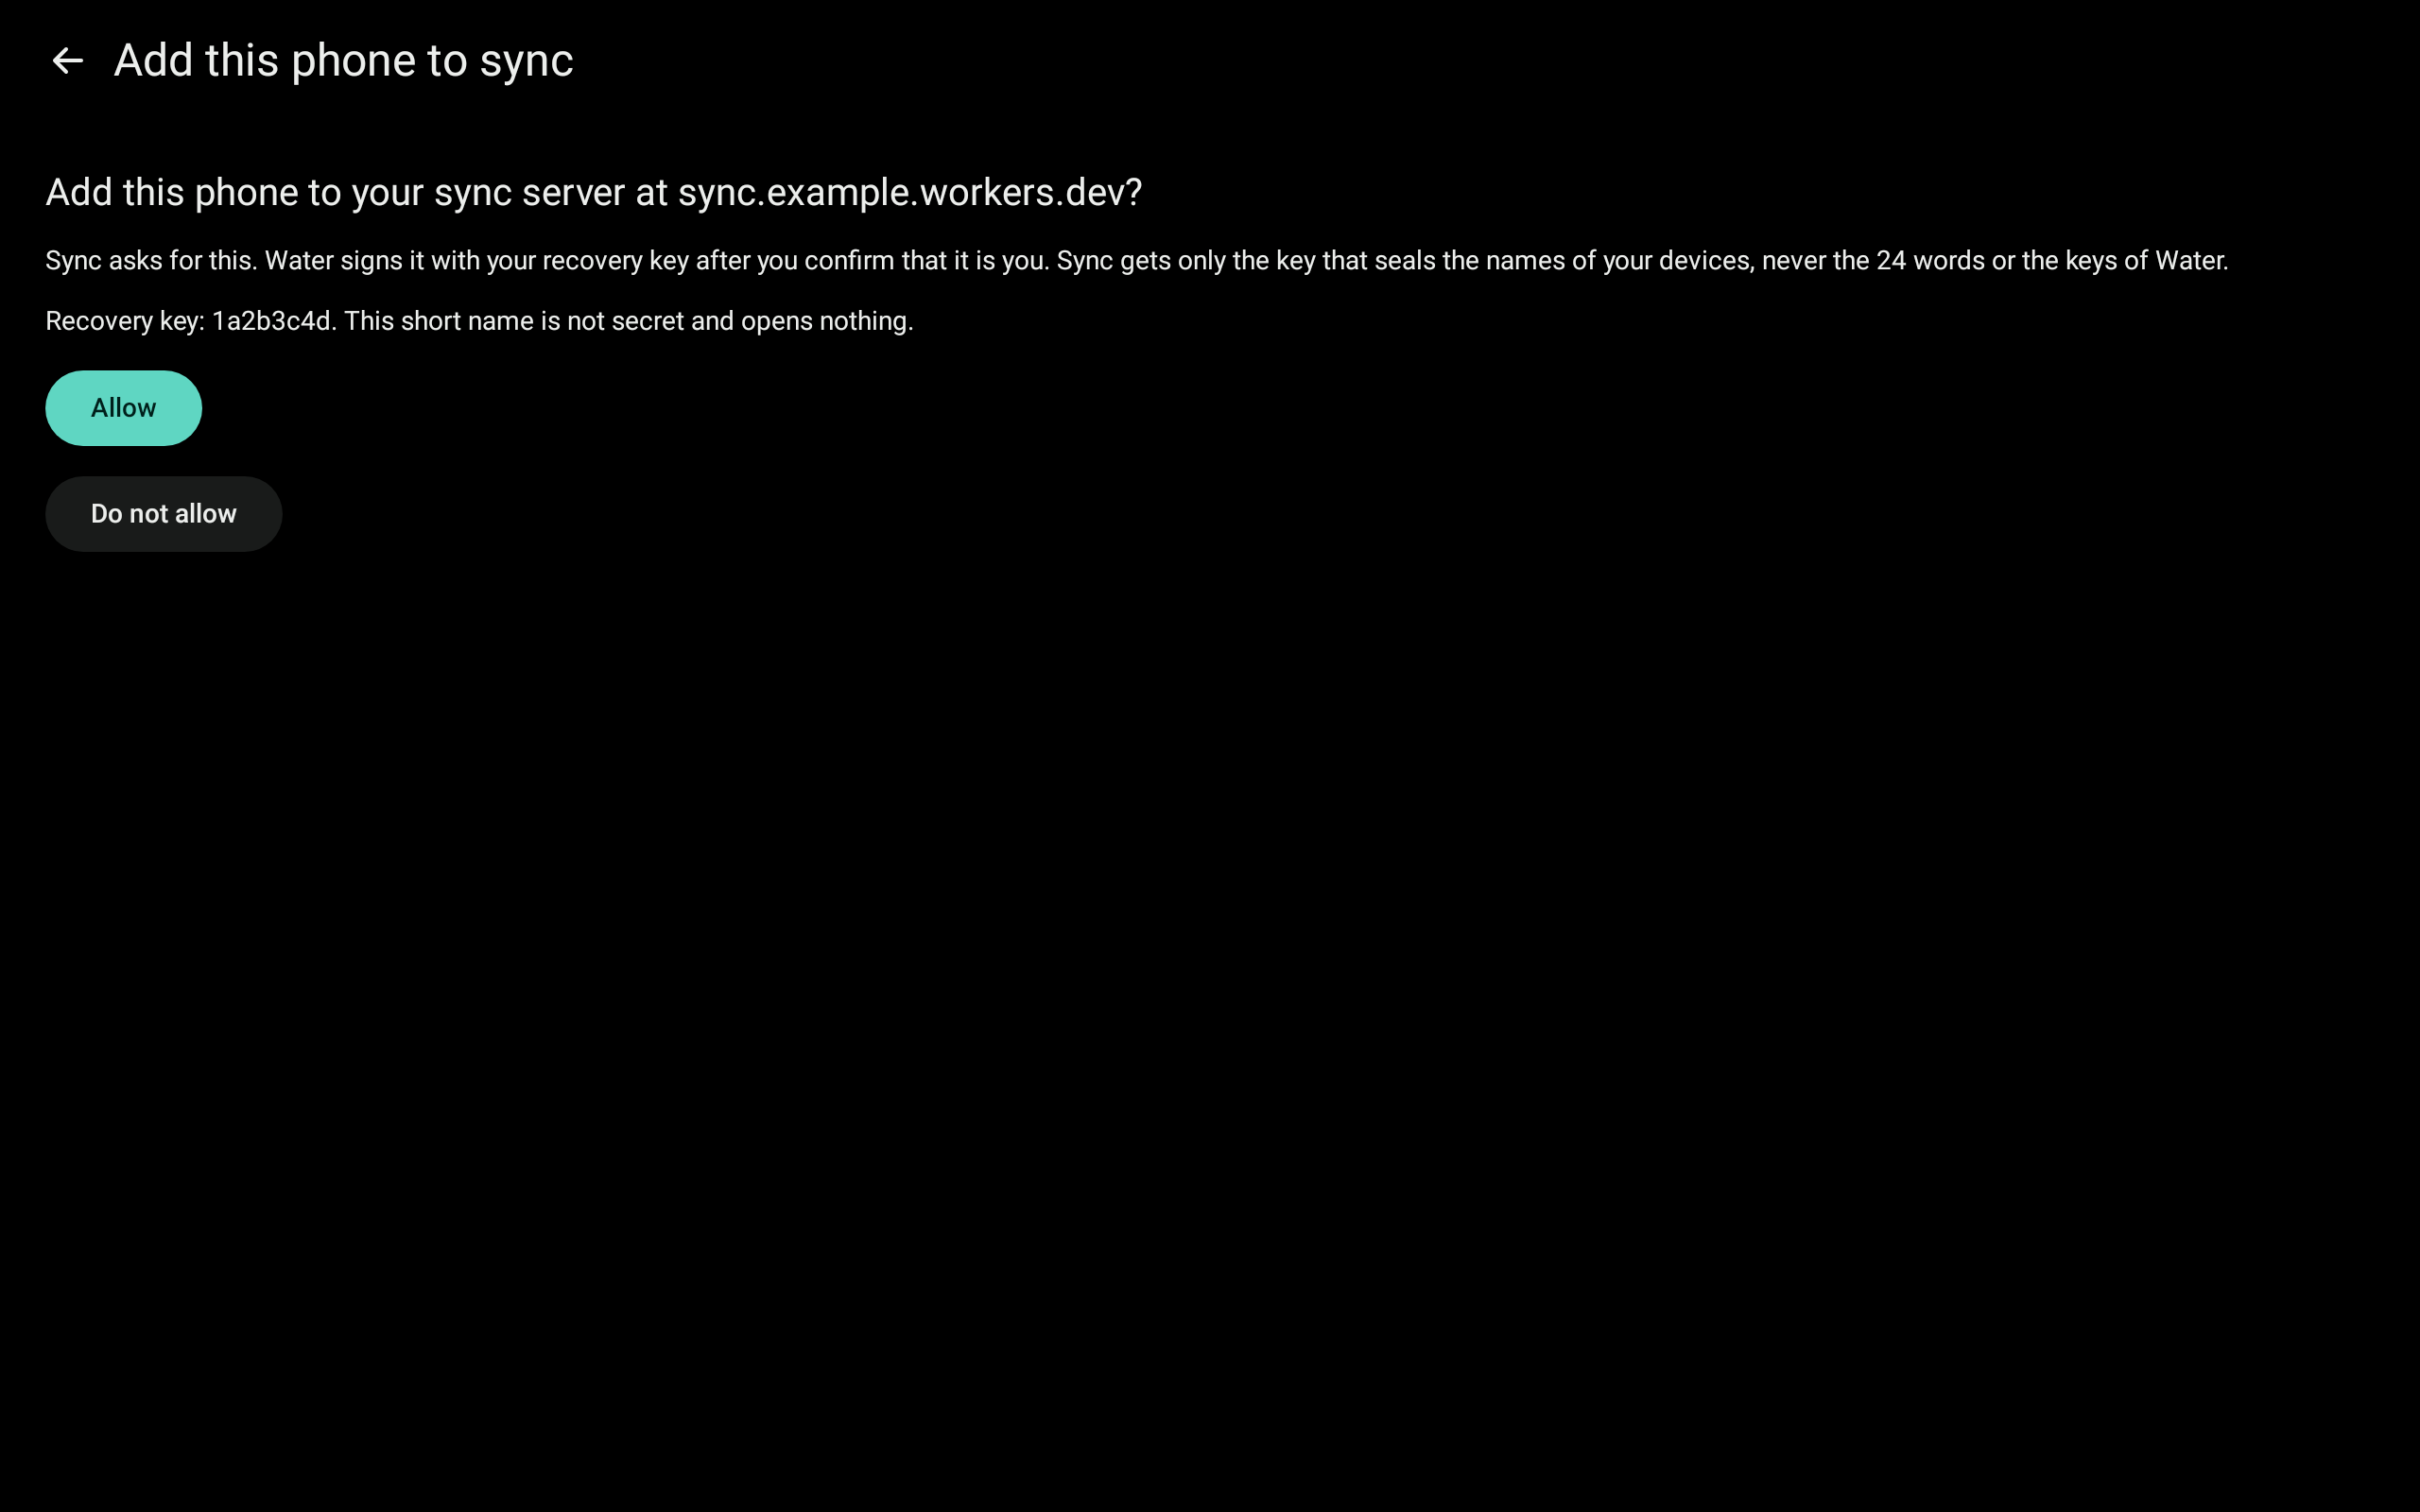 Add this phone to sync
Add this phone to your sync server at sync.example.workers.dev?
Sync asks for this. Water signs it with your recovery key after you confirm that it is you. Sync gets only the key that seals the names of your devices, never the 24 words or the keys of Water.
Recovery key: 1a2b3c4d. This short name is not secret and opens nothing.
Allow
Do not allow